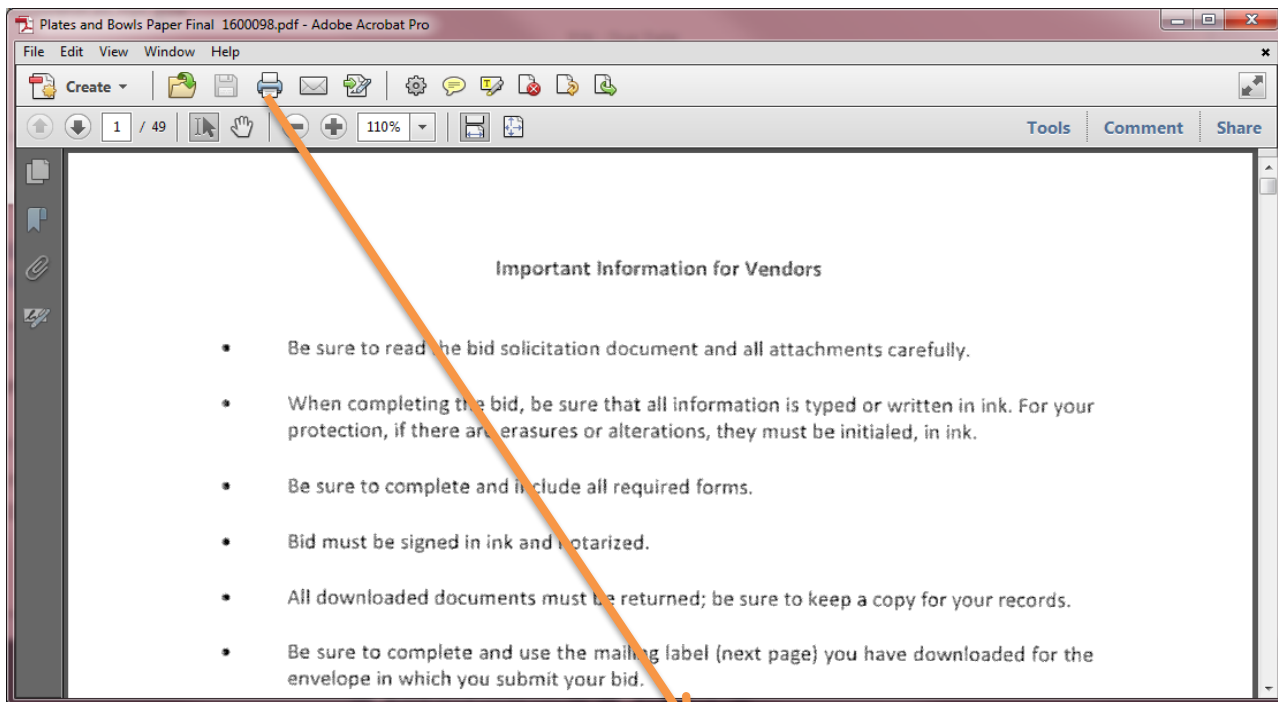 Plates and Bowls Paper Final 1600098.pdf - Adobe Acrobat Pro
File Edit View Window Help
Create
1 / 49 110% Tools Comment Share
Important Information for Vendors
• Be sure to read the bid solicitation document and all attachments carefully.
• When completing the bid, be sure that all information is typed or written in ink. For your
protection, if there are erasures or alterations, they must be initialed, in ink.
• Be sure to complete and include all required forms.
• Bid must be signed in ink and notarized.
• All downloaded documents must be returned; be sure to keep a copy for your records.
• Be sure to complete and use the mailing label (next page) you have downloaded for the
envelope in which you submit your bid.